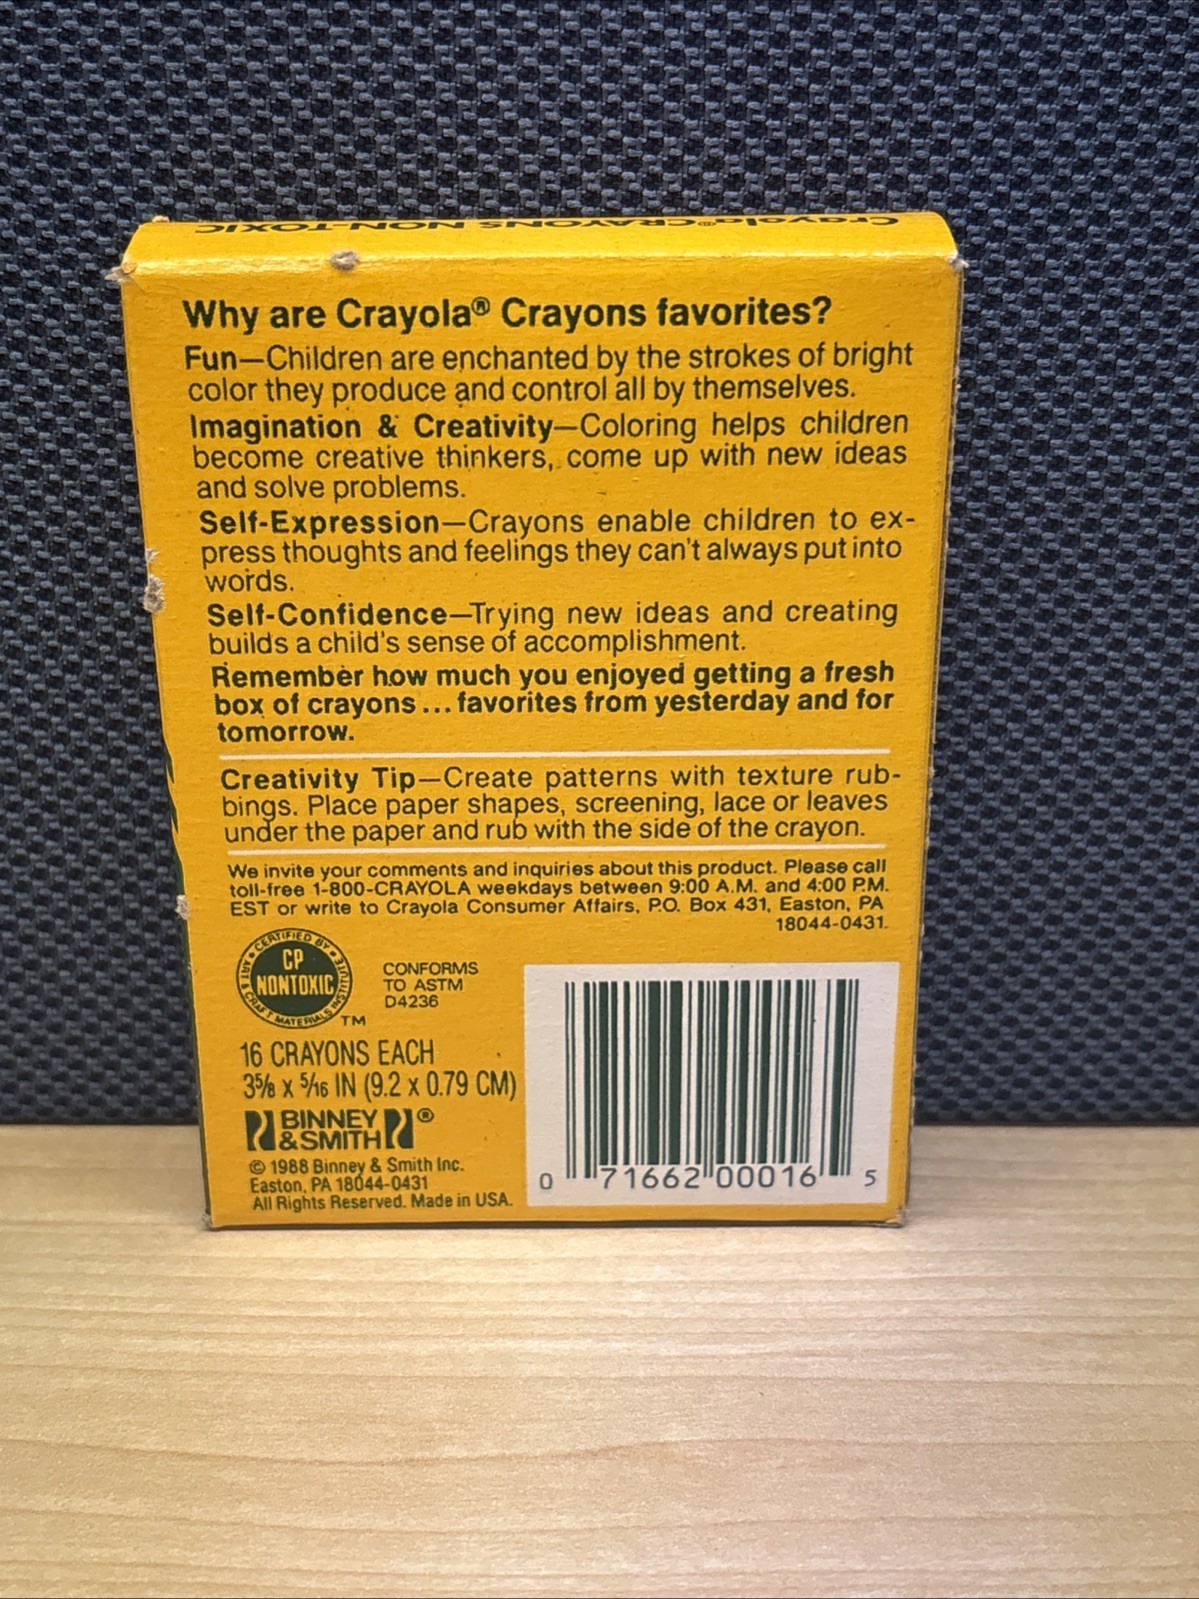 Crayola® CRAYONS NON-TOXIC
Why are Crayola® Crayons favorites?
Fun—Children are enchanted by the strokes of bright
color they produce and control all by themselves.
Imagination & Creativity—Coloring helps children
become creative thinkers, come up with new ideas
and solve problems.
Self-Expression—Crayons enable children to ex-
press thoughts and feelings they can't always put into
words.
Self-Confidence—Trying new ideas and creating
builds a child's sense of accomplishment.
Remember how much you enjoyed getting a fresh
box of crayons... favorites from yesterday and for
tomorrow.
Creativity Tip—Create patterns with texture rub-
bings. Place paper shapes, screening, lace or leaves
under the paper and rub with the side of the crayon.
We invite your comments and inquiries about this product. Please call
toll-free 1-800-CRAYOLA weekdays between 9:00 A.M. and 4:00 P.M.
EST or write to Crayola Consumer Affairs, P.O. Box 431, Easton, PA
18044-0431.
CERTIFIED BY
ART & CRAFT MATERIALS INSTITUTE
CP
NONTOXIC
TM
CONFORMS
TO ASTM
D4236
16 CRAYONS EACH
3⅝ x 5/16 IN (9.2 x 0.79 CM)
BINNEY
& SMITH ®
© 1988 Binney & Smith Inc.
Easton, PA 18044-0431
All Rights Reserved. Made in USA.
0 71662 00016 5